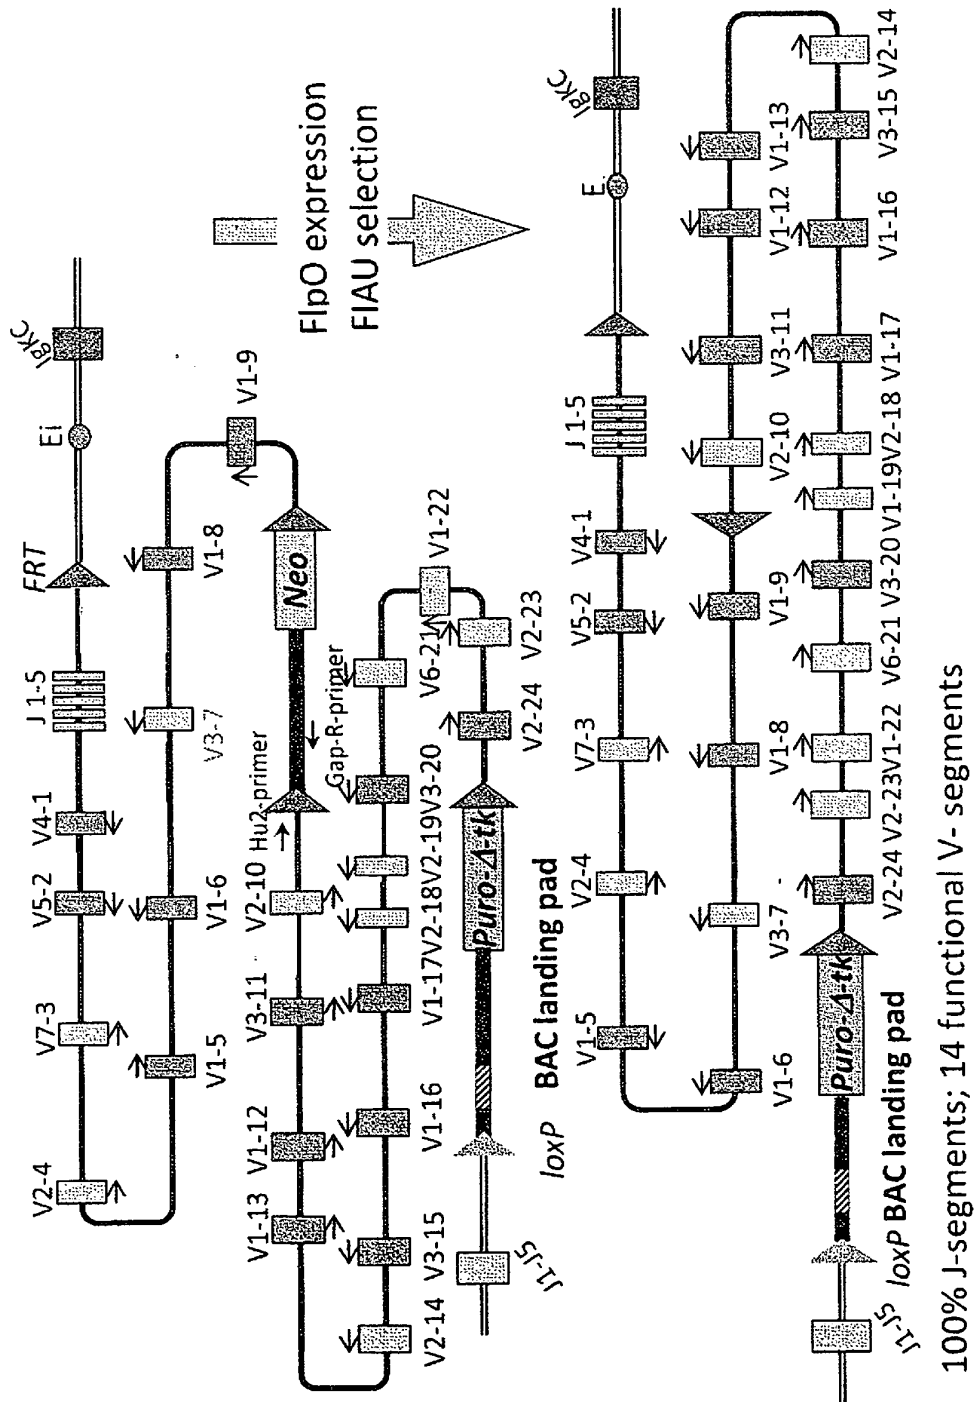 IgKC
Ei
FRT
J 1-5
V4-1
V5-2
V7-3
V2-4
V1-5
V1-6
V3-7
V1-8
V1-9
Neo
Hu2-primer
Gap-R-primer
V2-10
V3-11
V1-12
V1-13
V2-14
V3-15
V1-16
V1-17
V2-18
V2-19
V3-20
V6-21
V1-22
V2-23
V2-24
Puro-Δ-tk
loxP
BAC landing pad
J1-J5
FlpO expression
FIAU selection
IgKC
E
J 1-5
V4-1
V5-2
V7-3
V2-4
V1-5
V1-6
V3-7
V1-8
V1-9
V2-10
V3-11
V1-12
V1-13
V2-14
V3-15
V1-16
V1-17
V2-18
V1-19
V3-20
V6-21
V1-22
V2-23
V2-24
Puro-Δ-tk
loxP BAC landing pad
J1-J5
100% J-segments; 14 functional V- segments